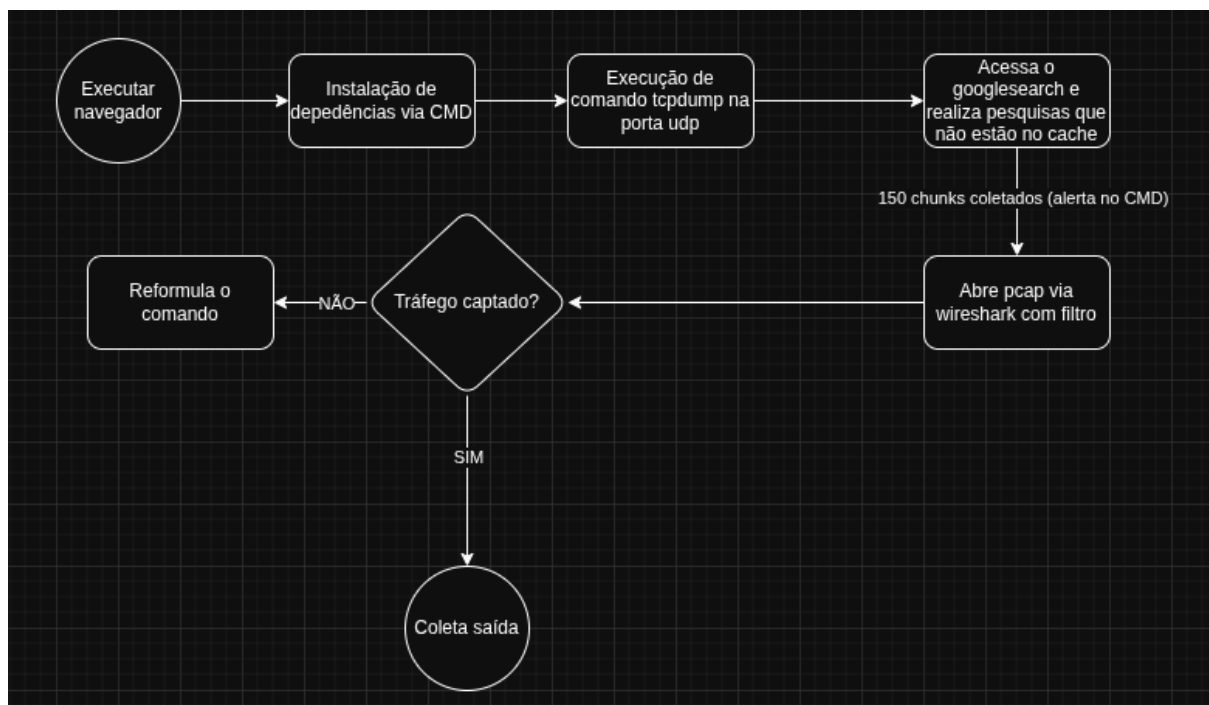 Executar
navegador
Instalação de
depedências via CMD
Execução de
comando tcpdump na
porta udp
Acessa o
googlesearch e
realiza pesquisas que
não estão no cache
150 chunks coletados (alerta no CMD)
Abre pcap via
wireshark com filtro
Tráfego captado?
NÃO
Reformula o
comando
SIM
Coleta saída